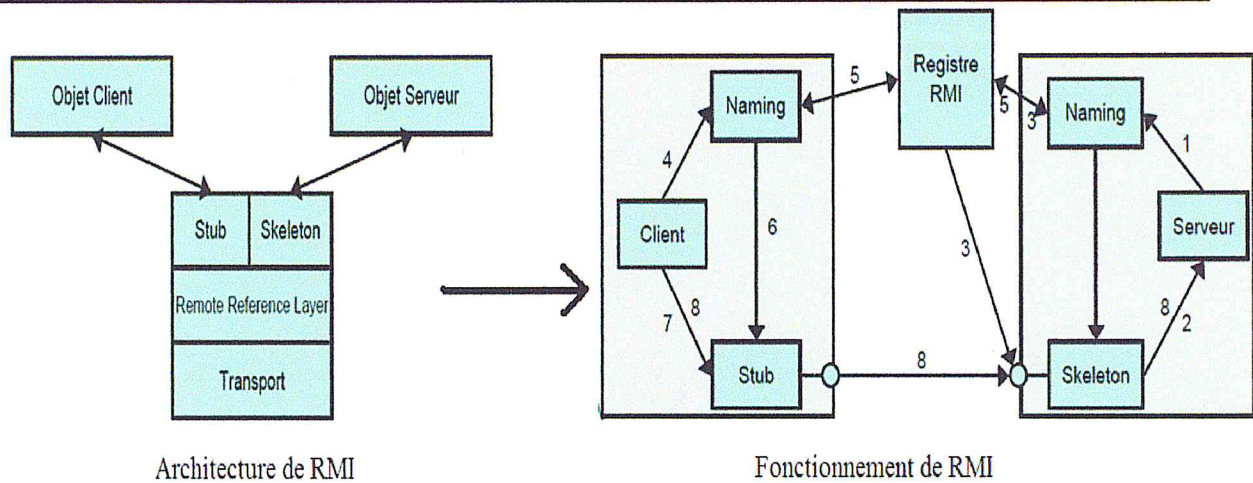 Objet Client
Objet Serveur
Stub
Skeleton
Remote Reference Layer
Transport
Architecture de RMI
Registre
RMI
Naming
Naming
5
5
3
4
1
Client
6
Serveur
3
8
7
8
2
Stub
8
Skeleton
Fonctionnement de RMI